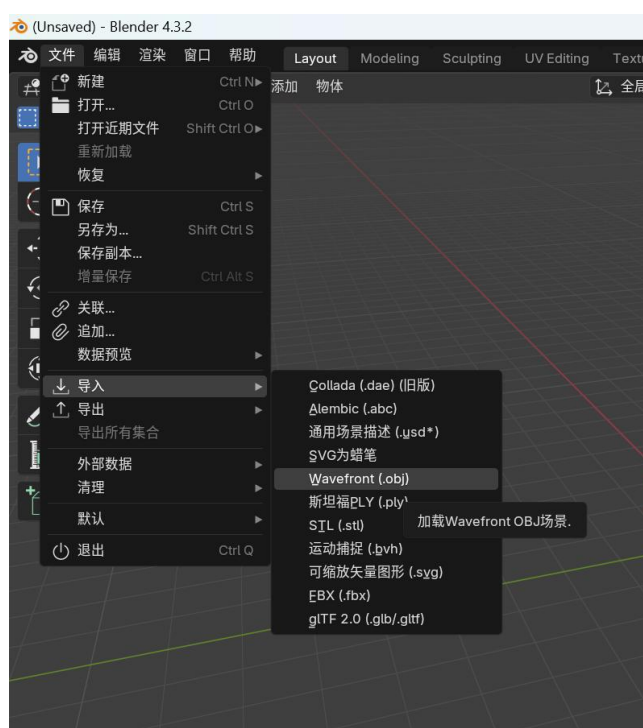 (Unsaved) - Blender 4.3.2
文件 编辑 渲染 窗口 帮助 Layout Modeling Sculpting UV Editing Text
添加 物体 全局
新建 Ctrl N
打开... Ctrl O
打开近期文件 Shift Ctrl O
重新加载
恢复
保存 Ctrl S
另存为... Shift Ctrl S
保存副本...
增量保存 Ctrl Alt S
关联...
追加...
数据预览
导入
导出
导出所有集合
外部数据
清理
默认
退出 Ctrl Q
Collada (.dae) (旧版)
Alembic (.abc)
通用场景描述 (.usd*)
SVG为蜡笔
Wavefront (.obj)
斯坦福PLY (.ply)
STL (.stl)
运动捕捉 (.bvh)
可缩放矢量图形 (.svg)
FBX (.fbx)
glTF 2.0 (.glb/.gltf)
加载Wavefront OBJ场景.